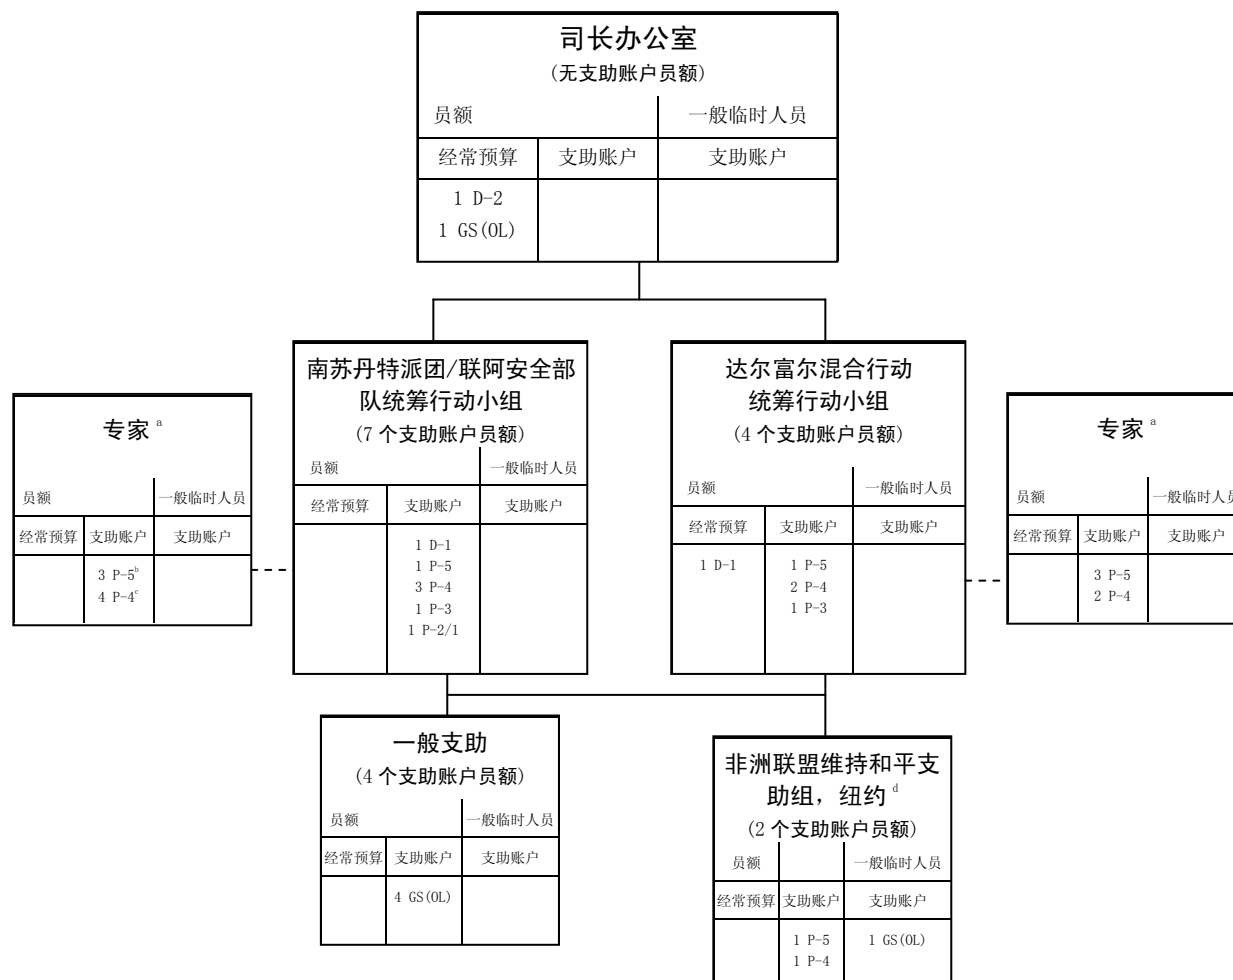 司长办公室
(无支助账户员额)
员额 一般临时人员
经常预算 支助账户 支助账户
1 D-2
1 GS(OL)
南苏丹特派团/联阿安全部
队统筹行动小组
(7 个支助账户员额)
员额 一般临时人员
经常预算 支助账户 支助账户
1 D-1
1 P-5
3 P-4
1 P-3
1 P-2/1
达尔富尔混合行动
统筹行动小组
(4 个支助账户员额)
员额 一般临时人员
经常预算 支助账户 支助账户
1 D-1 1 P-5
2 P-4
1 P-3
专家 a
员额 一般临时人员
经常预算 支助账户 支助账户
3 P-5b
4 P-4c
专家 a
员额 一般临时人员
经常预算 支助账户 支助账户
3 P-5
2 P-4
一般支助
(4 个支助账户员额)
员额 一般临时人员
经常预算 支助账户 支助账户
4 GS(OL)
非洲联盟维持和平支
助组，纽约 d
(2 个支助账户员额)
员额 一般临时人员
经常预算 支助账户 支助账户
1 P-5 1 GS(OL)
1 P-4